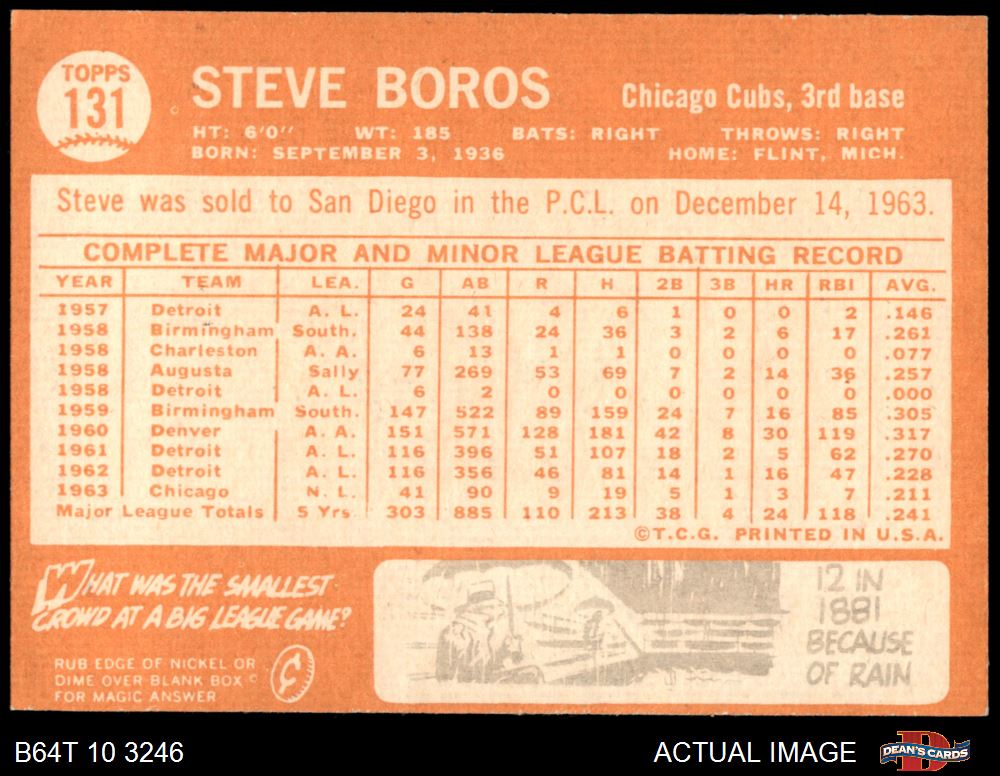 TOPPS
131
STEVE BOROS
Chicago Cubs, 3rd base
HT: 6'0" WT: 185 BATS: RIGHT THROWS: RIGHT
BORN: SEPTEMBER 3, 1936 HOME: FLINT, MICH.
Steve was sold to San Diego in the P.C.L. on December 14, 1963.
COMPLETE MAJOR AND MINOR LEAGUE BATTING RECORD
YEAR TEAM LEA. G AB R H 2B 3B HR RBI AVG.
1957 Detroit A. L. 24 41 4 6 1 0 0 2 .146
1958 Birmingham South. 44 138 24 36 3 2 6 17 .261
1958 Charleston A. A. 6 13 1 1 0 0 0 0 .077
1958 Augusta Sally 77 269 53 69 7 2 14 36 .257
1958 Detroit A. L. 6 2 0 0 0 0 0 0 .000
1959 Birmingham South. 147 522 89 159 24 7 16 85 .305
1960 Denver A. A. 151 571 128 181 42 8 30 119 .317
1961 Detroit A. L. 116 396 51 107 18 2 5 62 .270
1962 Detroit A. L. 116 356 46 81 14 1 16 47 .228
1963 Chicago N. L. 41 90 9 19 5 1 3 7 .211
Major League Totals 5 Yrs. 303 885 110 213 38 4 24 118 .241
©T.C.G. PRINTED IN U.S.A.
WHAT WAS THE SMALLEST
CROWD AT A BIG LEAGUE GAME?
RUB EDGE OF NICKEL OR
DIME OVER BLANK BOX
FOR MAGIC ANSWER
12 IN
1881
BECAUSE
OF RAIN
B64T 10 3246
ACTUAL IMAGE
DEAN'S CARDS